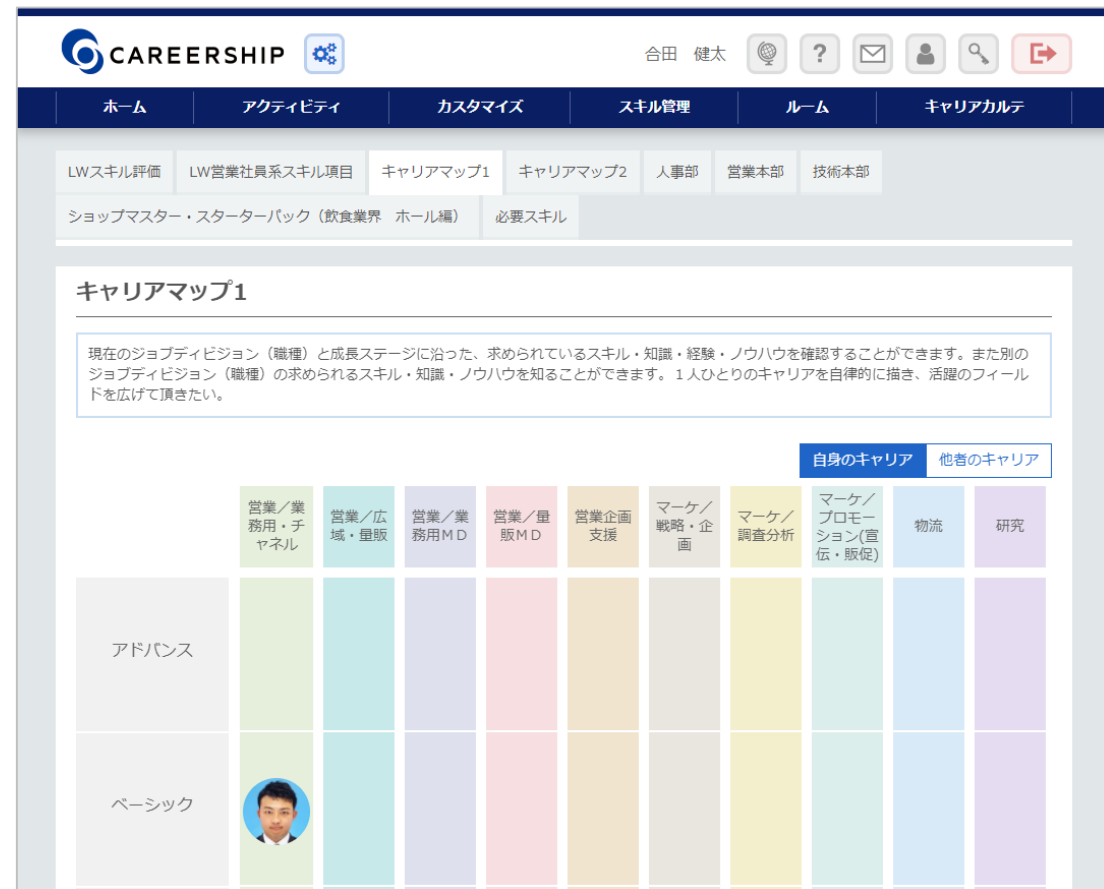 CAREERSHIP
合田 健太
?
ホーム アクティビティ カスタマイズ スキル管理 ルーム キャリアカルテ
LWスキル評価 LW営業社員系スキル項目 キャリアマップ1 キャリアマップ2 人事部 営業本部 技術本部
ショップマスター・スターターパック（飲食業界 ホール編） 必要スキル
キャリアマップ1
現在のジョブディビジョン（職種）と成長ステージに沿った、求められているスキル・知識・経験・ノウハウを確認することができます。また別の
ジョブディビジョン（職種）の求められるスキル・知識・ノウハウを知ることができます。１人ひとりのキャリアを自律的に描き、活躍のフィール
ドを広げて頂きたい。
自身のキャリア 他者のキャリア
営業／業
務用・チ
ャネル
営業／広
域・量販
営業／業
務用ＭＤ
営業／量
販ＭＤ
営業企画
支援
マーケ／
戦略・企
画
マーケ／
調査分析
マーケ／
プロモー
ション(宣
伝・販促)
物流
研究
アドバンス
ベーシック